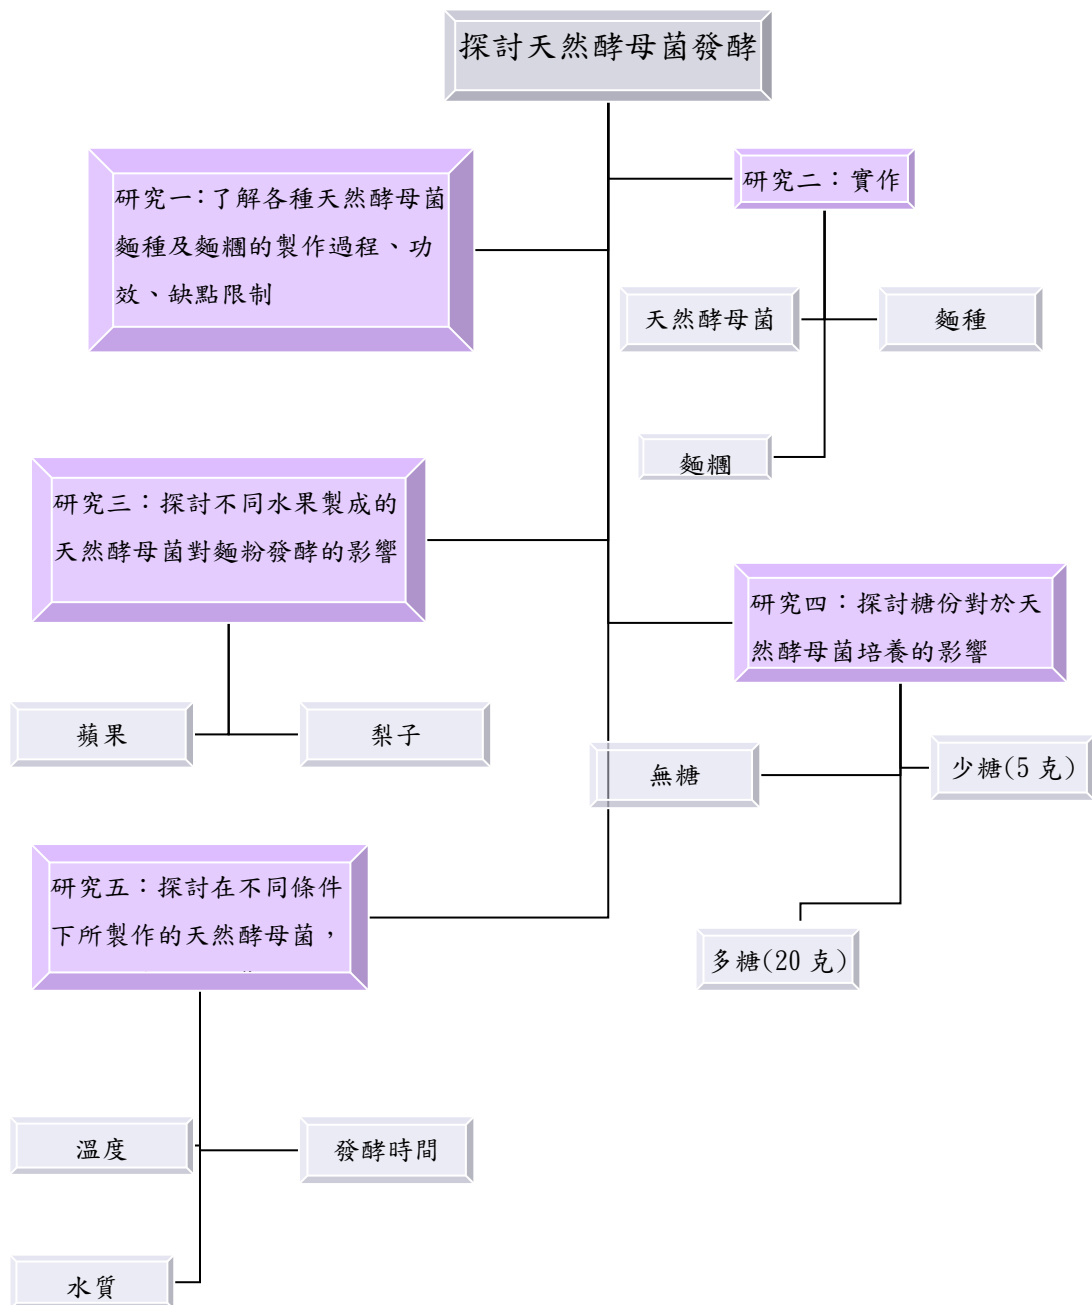 探討天然酵母菌發酵
研究一：了解各種天然酵母菌
麵種及麵糰的製作過程、功
效、缺點限制
研究二：實作
天然酵母菌
麵種
麵糰
研究三：探討不同水果製成的
天然酵母菌對麵粉發酵的影響
蘋果
梨子
研究四：探討糖份對於天
然酵母菌培養的影響
無糖
少糖(5 克)
多糖(20 克)
研究五：探討在不同條件
下所製作的天然酵母菌，
溫度
發酵時間
水質